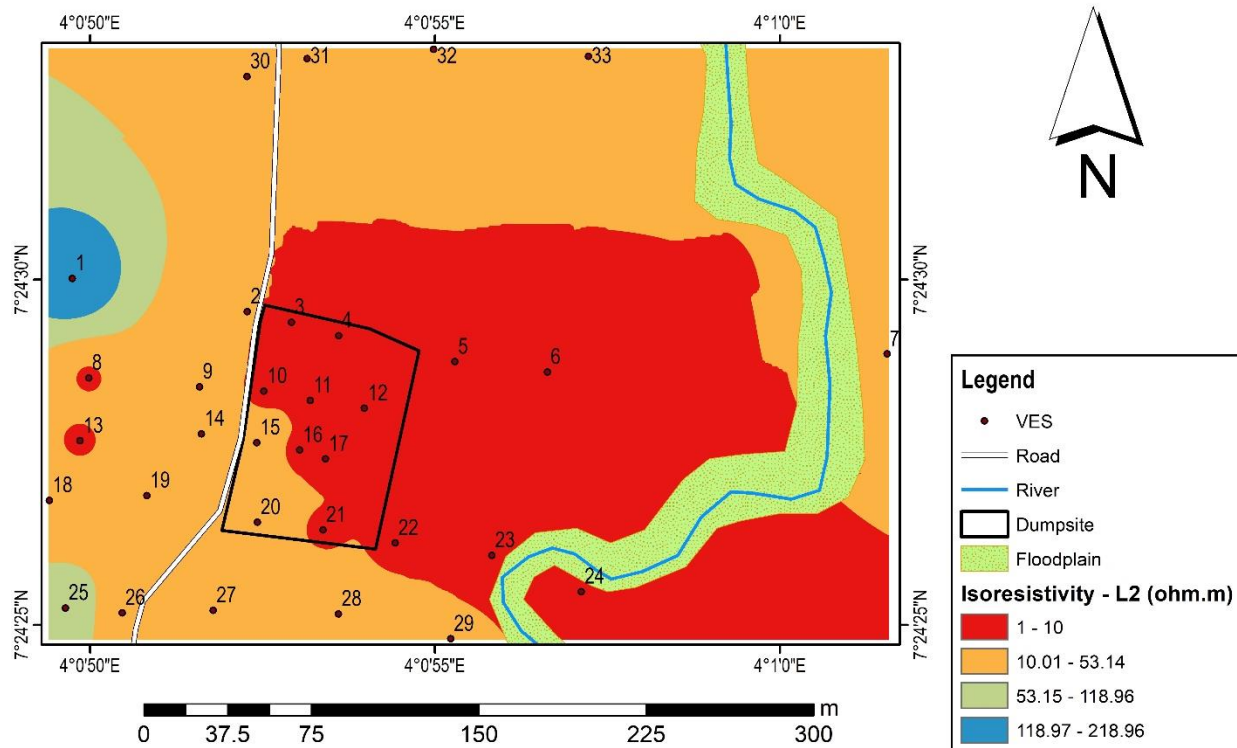 4°0'50"E 4°0'55"E 4°1'0"E
30 31 32 33
1
7°24'30"N 7°24'30"N
2 3 4
5 6 7
8 9 10 11 12
13 14 15 16 17
18 19 20 21 22
23 24
25 26 27 28 29
7°24'25"N 7°24'25"N
4°0'50"E 4°0'55"E 4°1'0"E
m
0 37.5 75 150 225 300
N
Legend
VES
Road
River
Dumpsite
Floodplain
Isoresistivity - L2 (ohm.m)
1 - 10
10.01 - 53.14
53.15 - 118.96
118.97 - 218.96